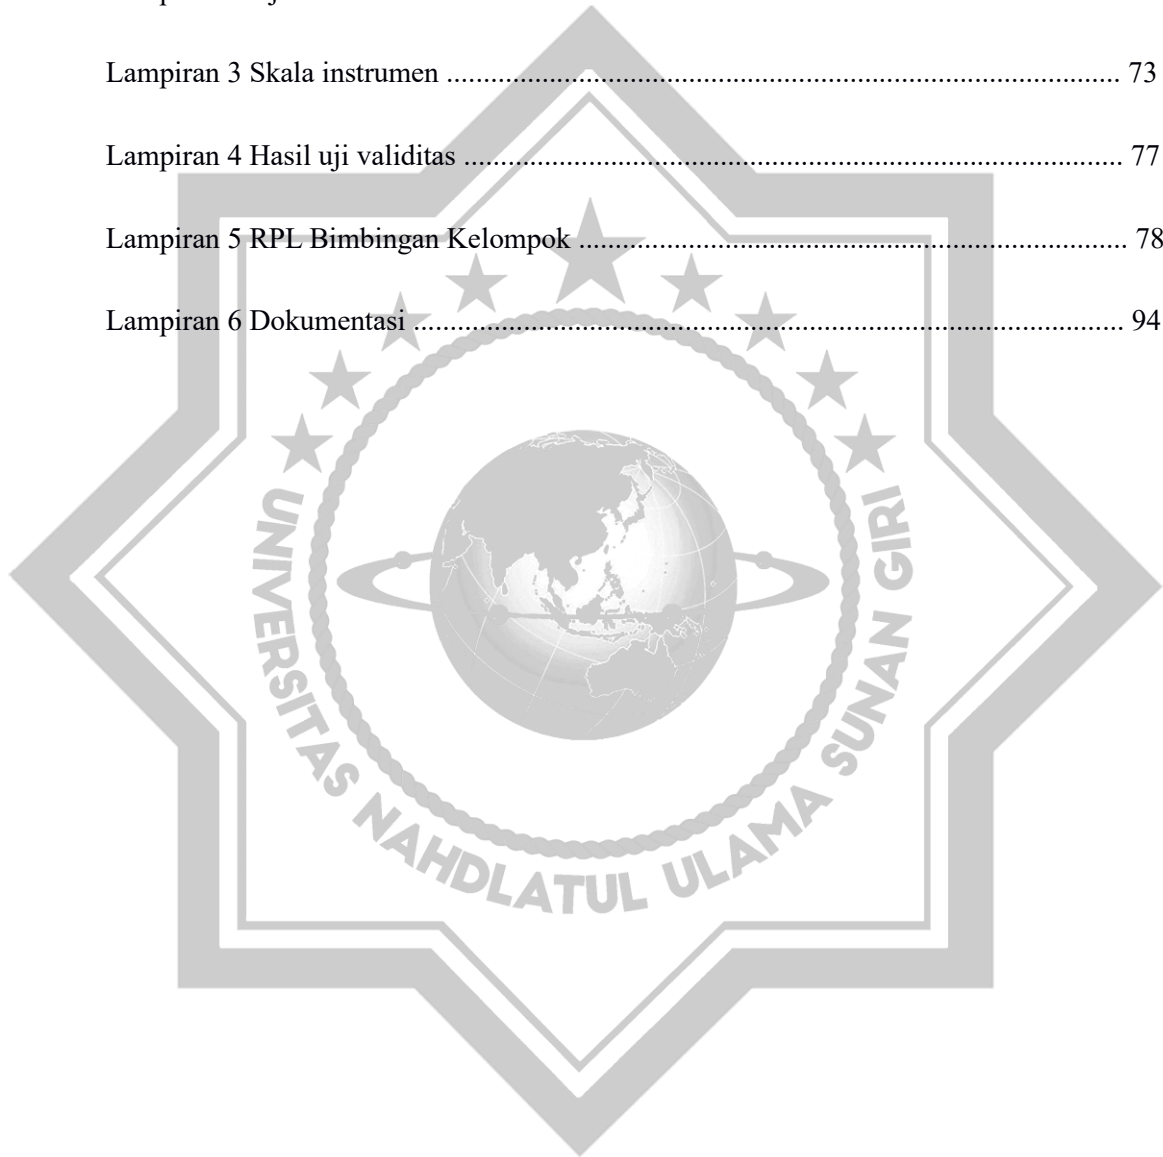 Lampiran 3 Skala instrumen ........................................................................................... 73
Lampiran 4 Hasil uji validitas ......................................................................................... 77
Lampiran 5 RPL Bimbingan Kelompok .......................................................................... 78
Lampiran 6 Dokumentasi ................................................................................................ 94
UNIVERSITAS NAHDLATUL ULAMA SUNAN GIRI